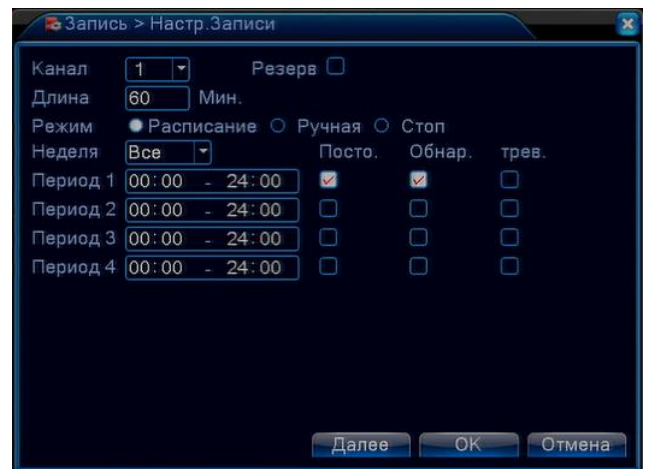 Запись > Настр.Записи
Канал 1 Резерв
Длина 60 Мин.
Режим Расписание Ручная Стоп
Неделя Все Посто. Обнар. трев.
Период 1 00:00 - 24:00
Период 2 00:00 - 24:00
Период 3 00:00 - 24:00
Период 4 00:00 - 24:00
Далее OK Отмена